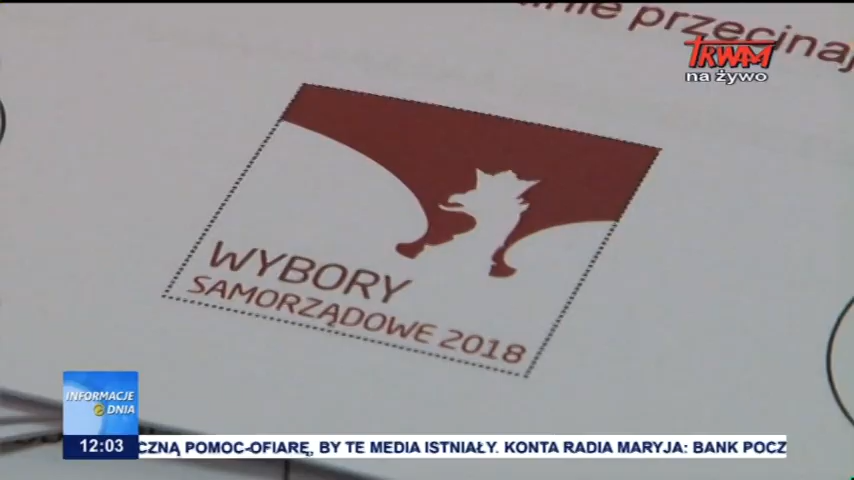 przecinaj
TRWAM
na żywo
WYBORY
SAMORZĄDOWE 2018
INFORMACJE
DNIA
12:03
CZNĄ POMOC-OFIARĘ, BY TE MEDIA ISTNIAŁY. KONTA RADIA MARYJA: BANK POCZ